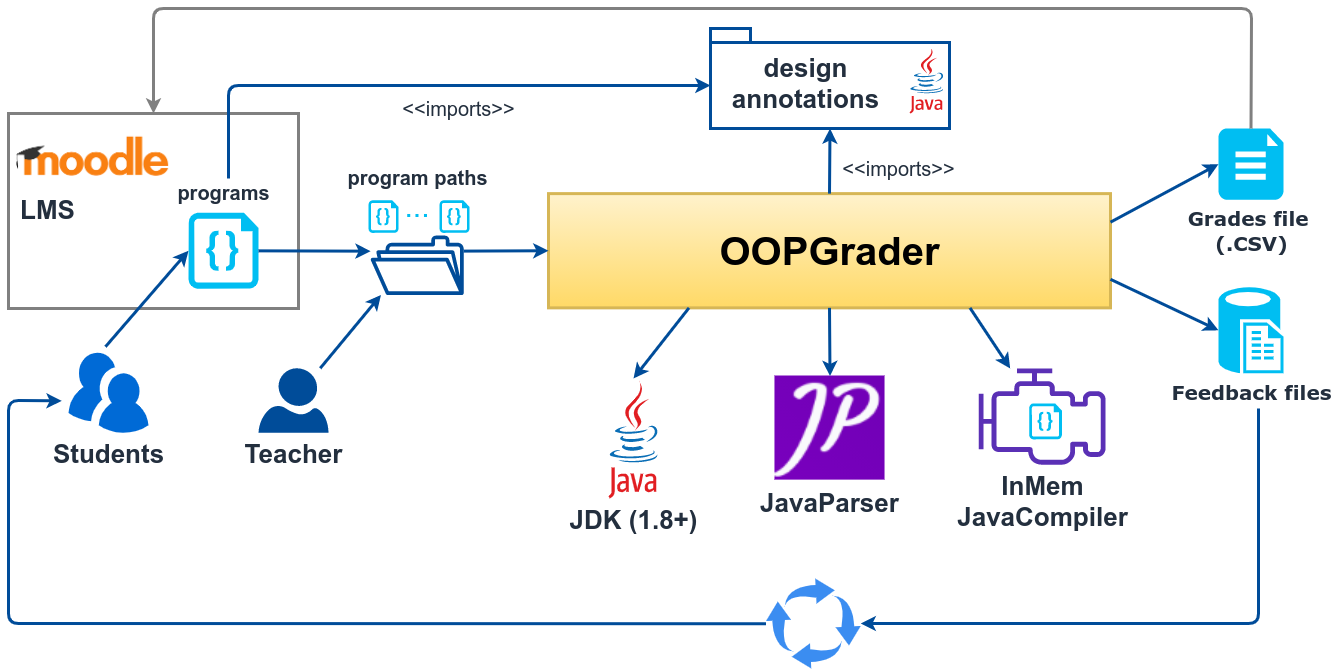 design
annotations
Java
<<imports>>
<<imports>>
moodle
LMS
programs
{}
program paths
{} ... {}
OOPGrader
Grades file
(.CSV)
Feedback files
Students
Teacher
Java
JDK (1.8+)
JP
JavaParser
{}
InMem
JavaCompiler